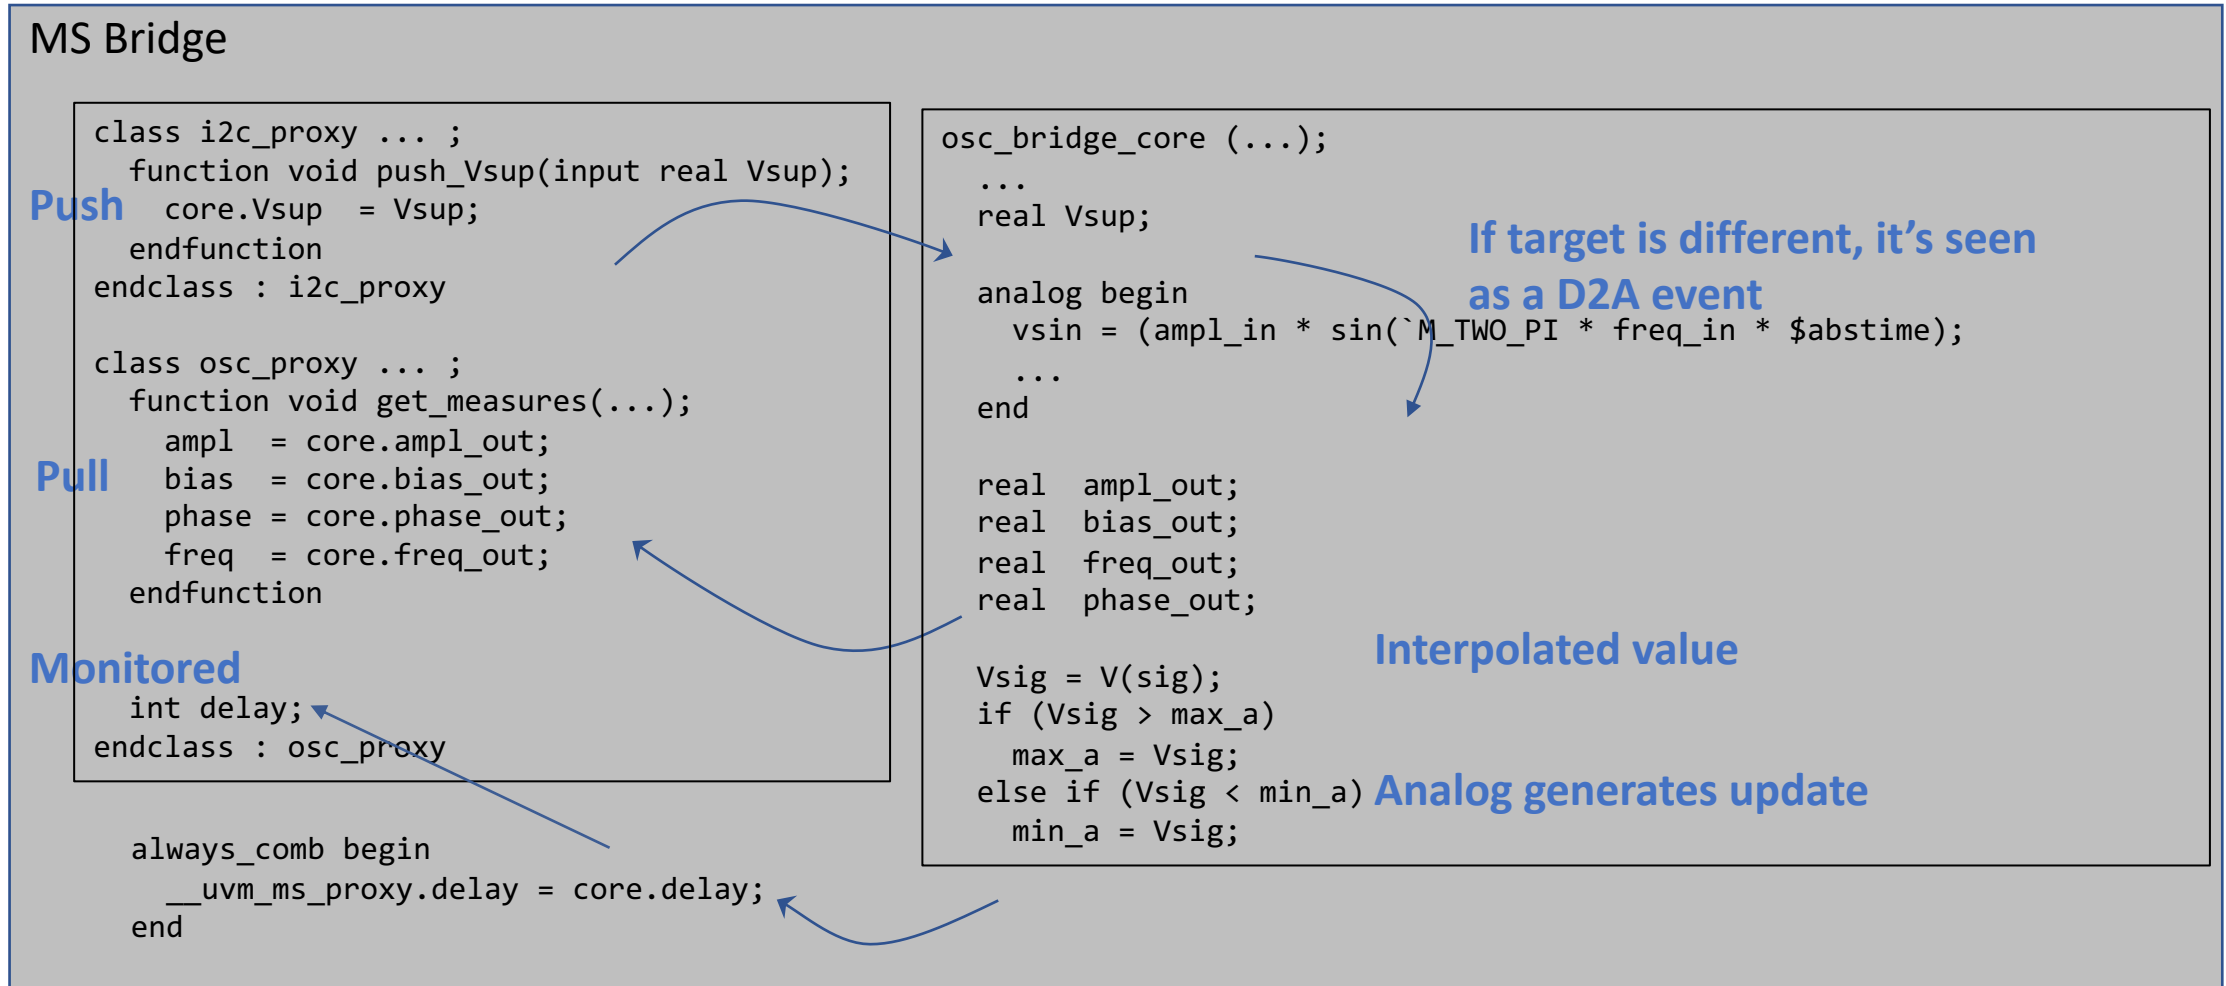 MS Bridge
class i2c_proxy ... ;
function void push_Vsup(input real Vsup);
Push
core.Vsup  = Vsup;
endfunction
endclass : i2c_proxy
class osc_proxy ... ;
function void get_measures(...);
ampl  = core.ampl_out;
Pull
bias  = core.bias_out;
phase = core.phase_out;
freq  = core.freq_out;
endfunction
Monitored
int delay;
endclass : osc_proxy
always_comb begin
__uvm_ms_proxy.delay = core.delay;
end
osc_bridge_core (...);
...
real Vsup;
If target is different, it’s seen
as a D2A event
analog begin
vsin = (ampl_in * sin(`M_TWO_PI * freq_in * $abstime);
...
end
real  ampl_out;
real  bias_out;
real  freq_out;
real  phase_out;
Interpolated value
Vsig = V(sig);
if (Vsig > max_a)
max_a = Vsig;
else if (Vsig < min_a)
Analog generates update
min_a = Vsig;